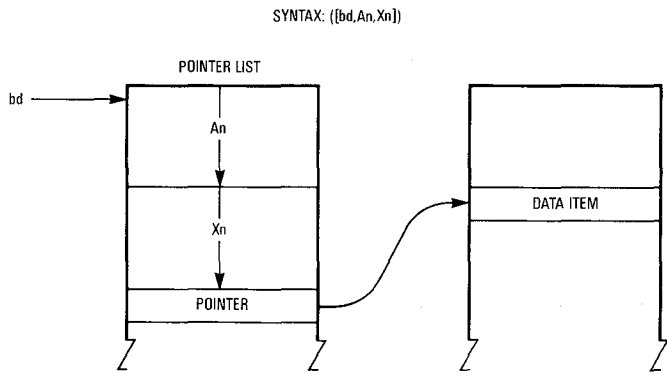 SYNTAX: ([bd,An,Xn])
POINTER LIST
bd
An
Xn
POINTER
DATA ITEM